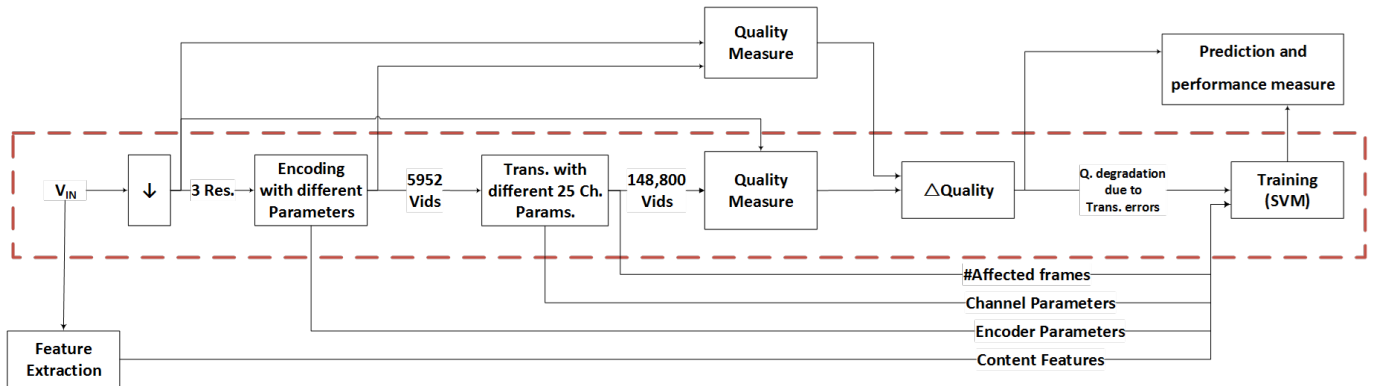 Quality
Measure
Prediction and
performance measure
V_IN
↓
3 Res.
Encoding
with different
Parameters
5952
Vids
Trans. with
different 25 Ch.
Params.
148,800
Vids
Quality
Measure
△Quality
Q. degradation
due to
Trans. errors
Training
(SVM)
#Affected frames
Channel Parameters
Encoder Parameters
Feature
Extraction
Content Features